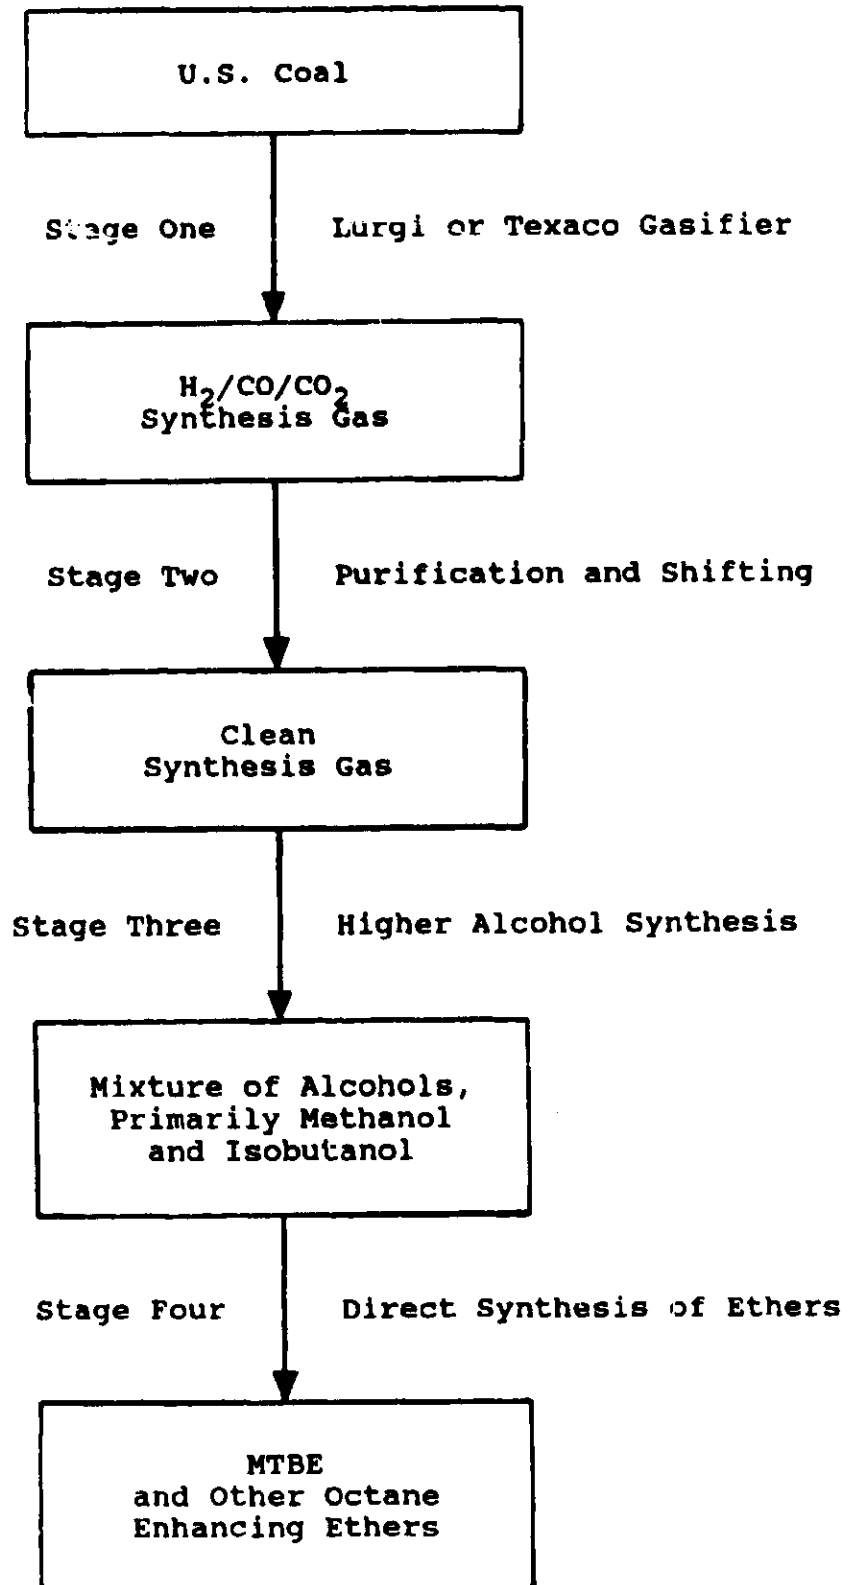 U.S. Coal
Stage One
Lurgi or Texaco Gasifier
H₂/CO/CO₂
Synthesis Gas
Stage Two
Purification and Shifting
Clean
Synthesis Gas
Stage Three
Higher Alcohol Synthesis
Mixture of Alcohols,
Primarily Methanol
and Isobutanol
Stage Four
Direct Synthesis of Ethers
MTBE
and Other Octane
Enhancing Ethers